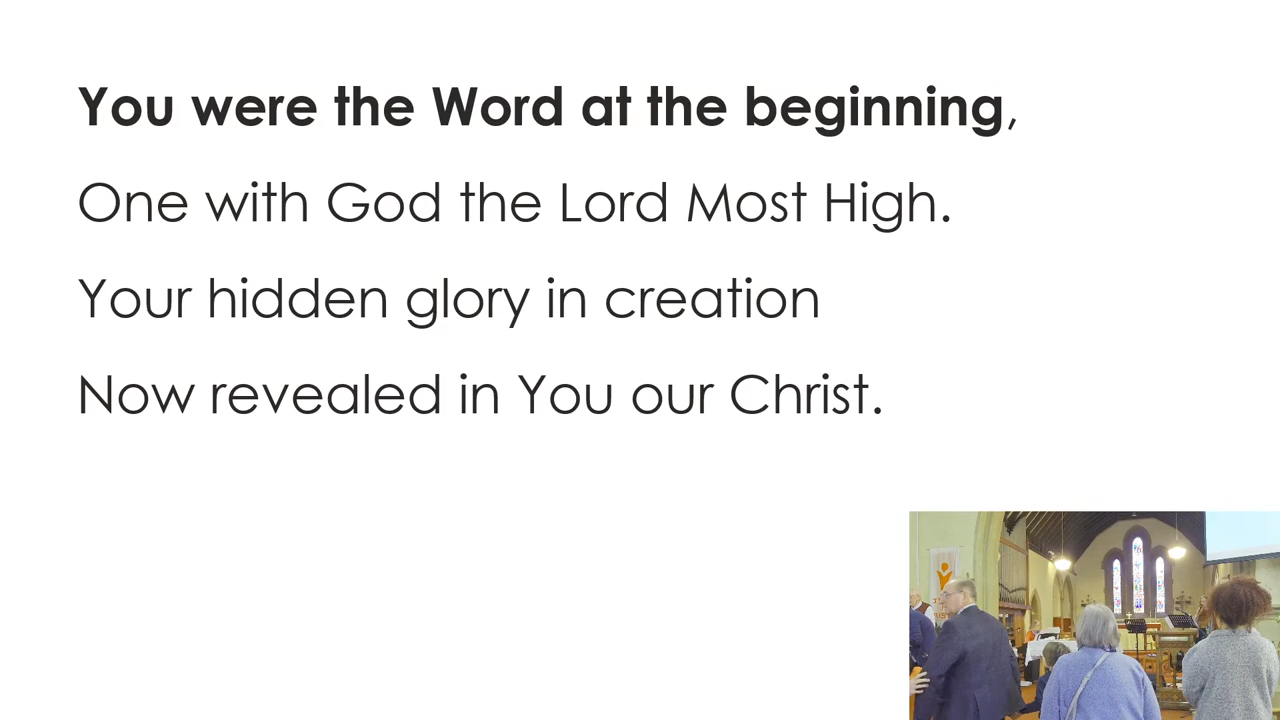 You were the Word at the beginning,
One with God the Lord Most High.
Your hidden glory in creation
Now revealed in You our Christ.